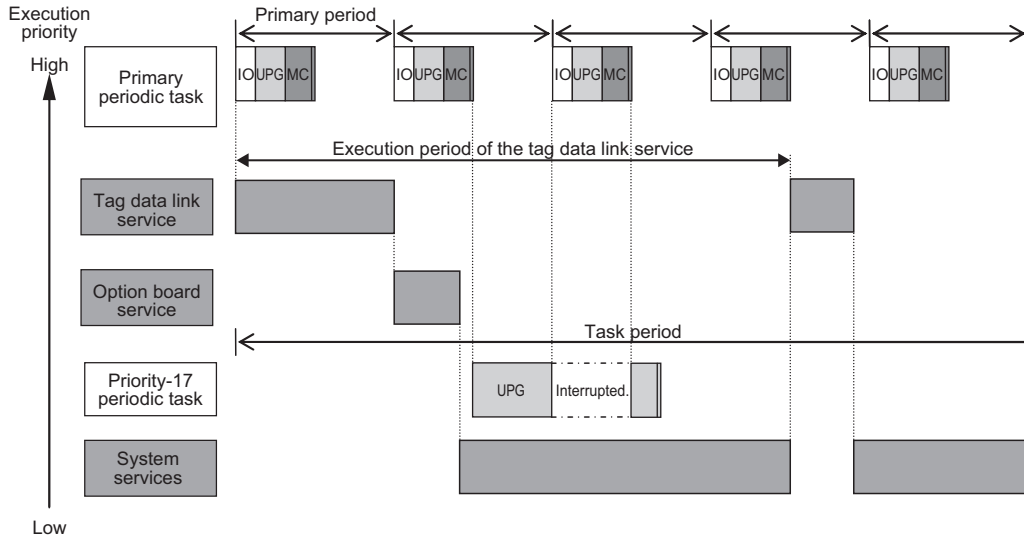 Execution
priority
High
Primary period
Primary
periodic task
IO UPG MC
IO UPG MC
IO UPG MC
IO UPG MC
IO UPG MC
Execution period of the tag data link service
Tag data link
service
Option board
service
Task period
Priority-17
periodic task
UPG
Interrupted.
System
services
Low